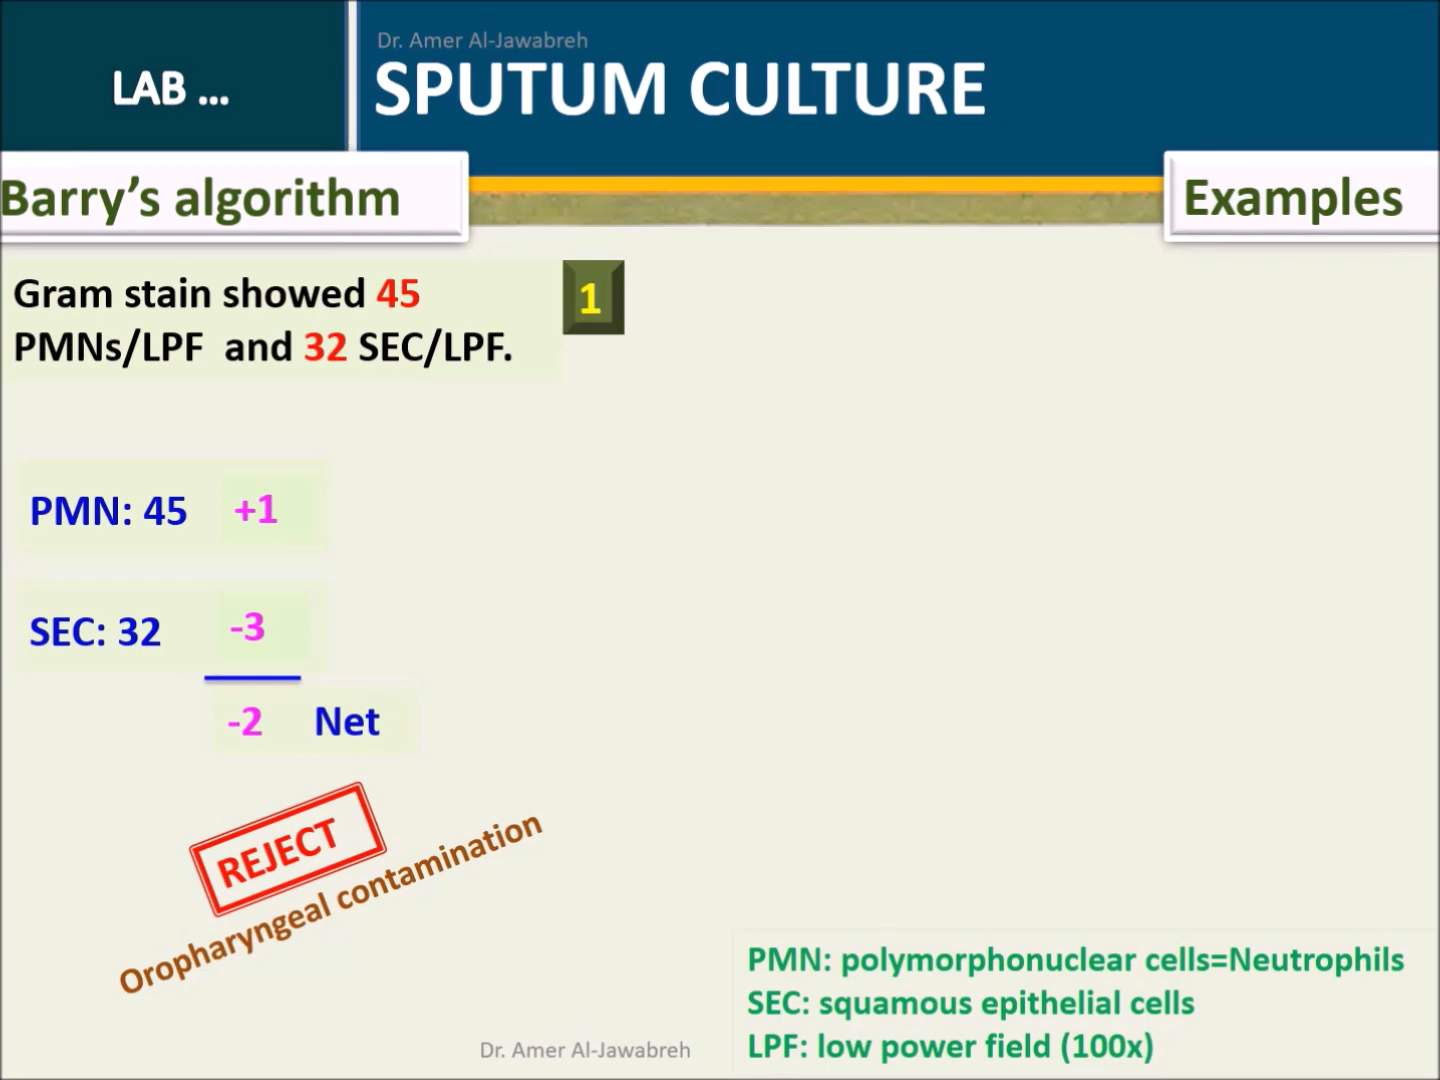 LAB ...
Dr. Amer Al-Jawabreh
SPUTUM CULTURE
Barry’s algorithm
Examples
Gram stain showed 45
PMNs/LPF and 32 SEC/LPF.
1
PMN: 45 +1
SEC: 32 -3
-2 Net
REJECT
Oropharyngeal contamination
PMN: polymorphonuclear cells=Neutrophils
SEC: squamous epithelial cells
LPF: low power field (100x)
Dr. Amer Al-Jawabreh